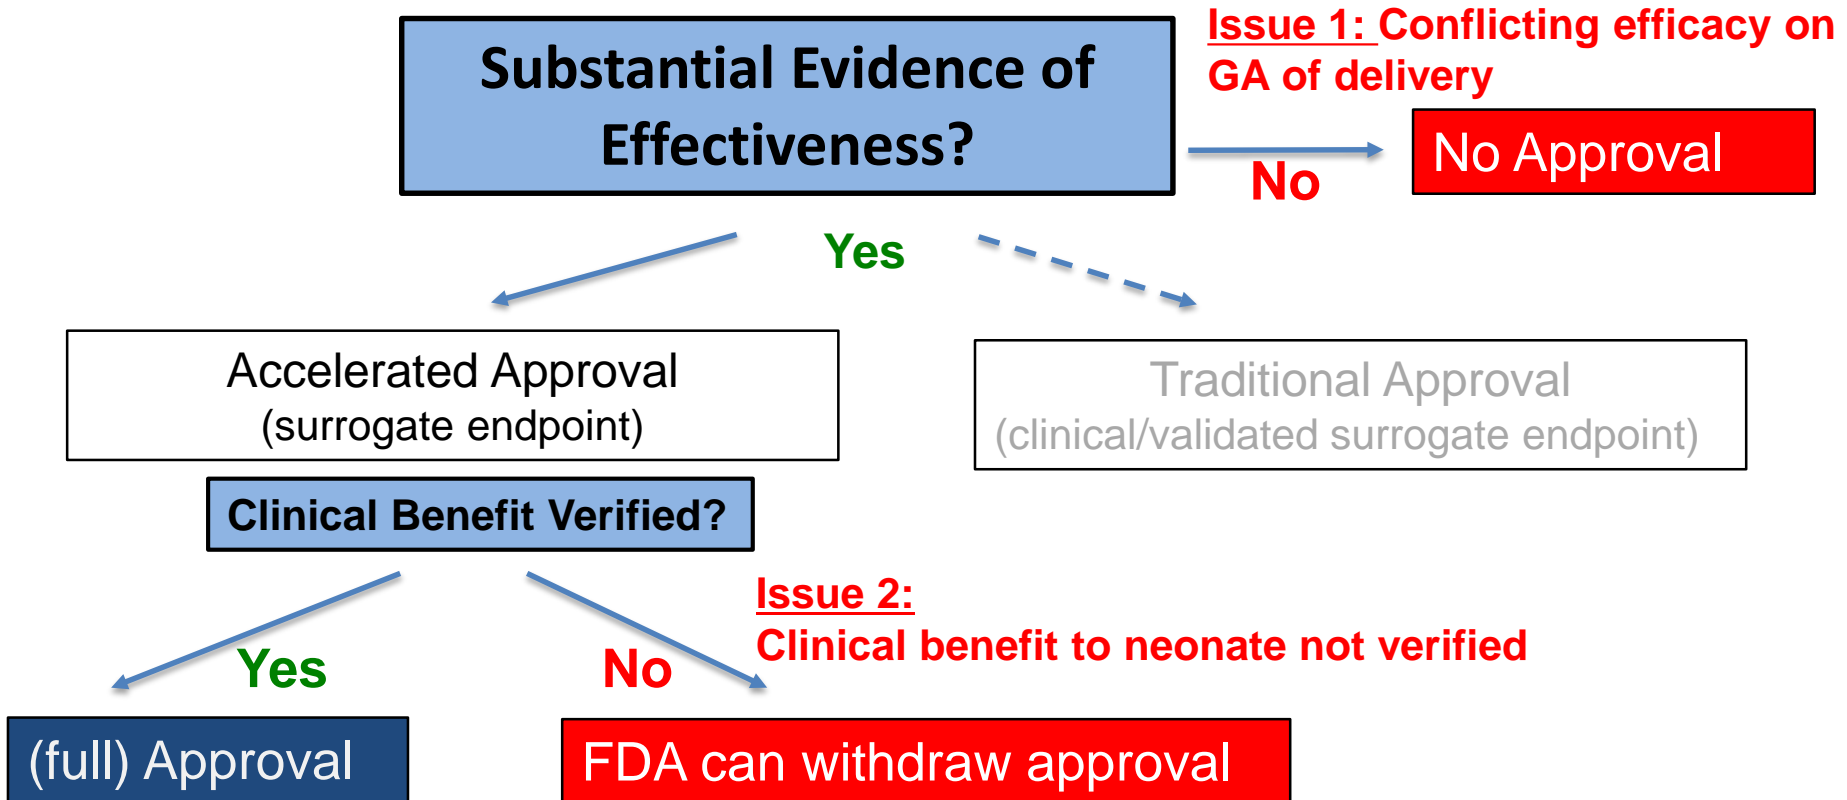 Issue 1: Conflicting efficacy on
GA of delivery
Substantial Evidence of
Effectiveness?
No
No Approval
Yes
Accelerated Approval
(surrogate endpoint)
Traditional Approval
(clinical/validated surrogate endpoint)
Clinical Benefit Verified?
Issue 2:
Clinical benefit to neonate not verified
Yes
No
(full) Approval
FDA can withdraw approval